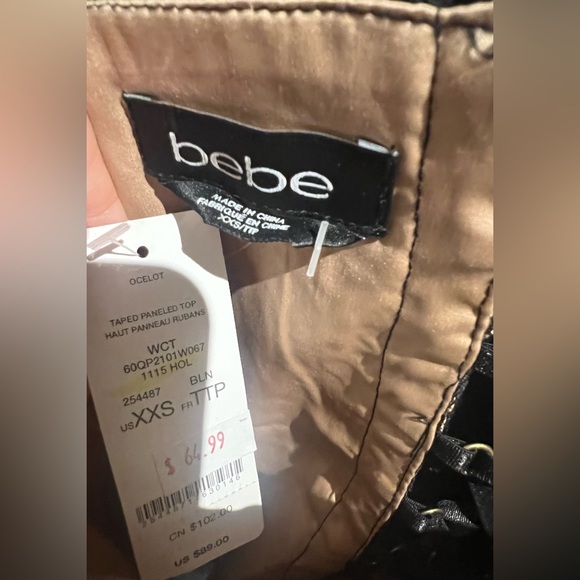 bebe
MADE IN CHINA
FABRIQUÉ EN CHINE
XXS/TTP
OCELOT
TAPED PANELED TOP
HAUT PANNEAU RUBANS
WCT
60QP2101W067
1115 HOL
254487 BLN
US XXS FR TTP
$ 64.99
CN $102.00
US $89.00